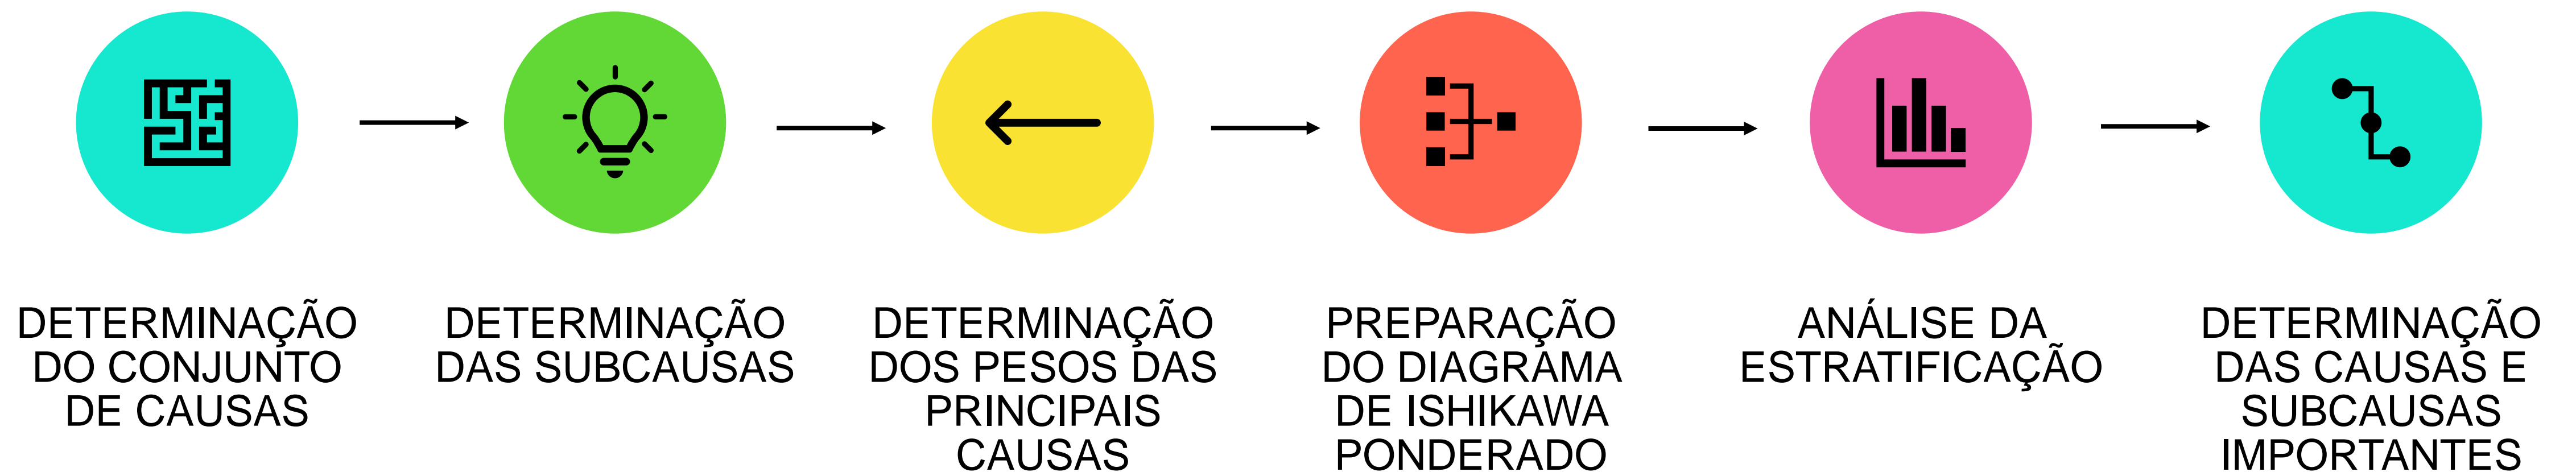 DETERMINAÇÃO
DO CONJUNTO
DE CAUSAS
DETERMINAÇÃO
DAS SUBCAUSAS
DETERMINAÇÃO
DOS PESOS DAS
PRINCIPAIS
CAUSAS
PREPARAÇÃO
DO DIAGRAMA
DE ISHIKAWA
PONDERADO
ANÁLISE DA
ESTRATIFICAÇÃO
DETERMINAÇÃO
DAS CAUSAS E
SUBCAUSAS
IMPORTANTES